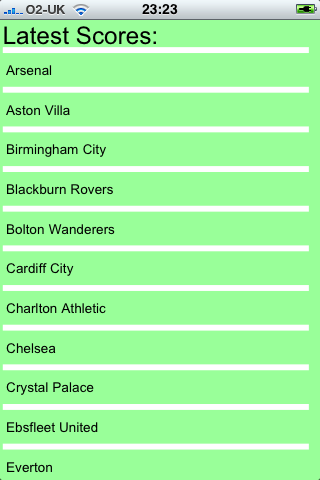 O2-UK 23:23
Latest Scores:
Arsenal
Aston Villa
Birmingham City
Blackburn Rovers
Bolton Wanderers
Cardiff City
Charlton Athletic
Chelsea
Crystal Palace
Ebsfleet United
Everton